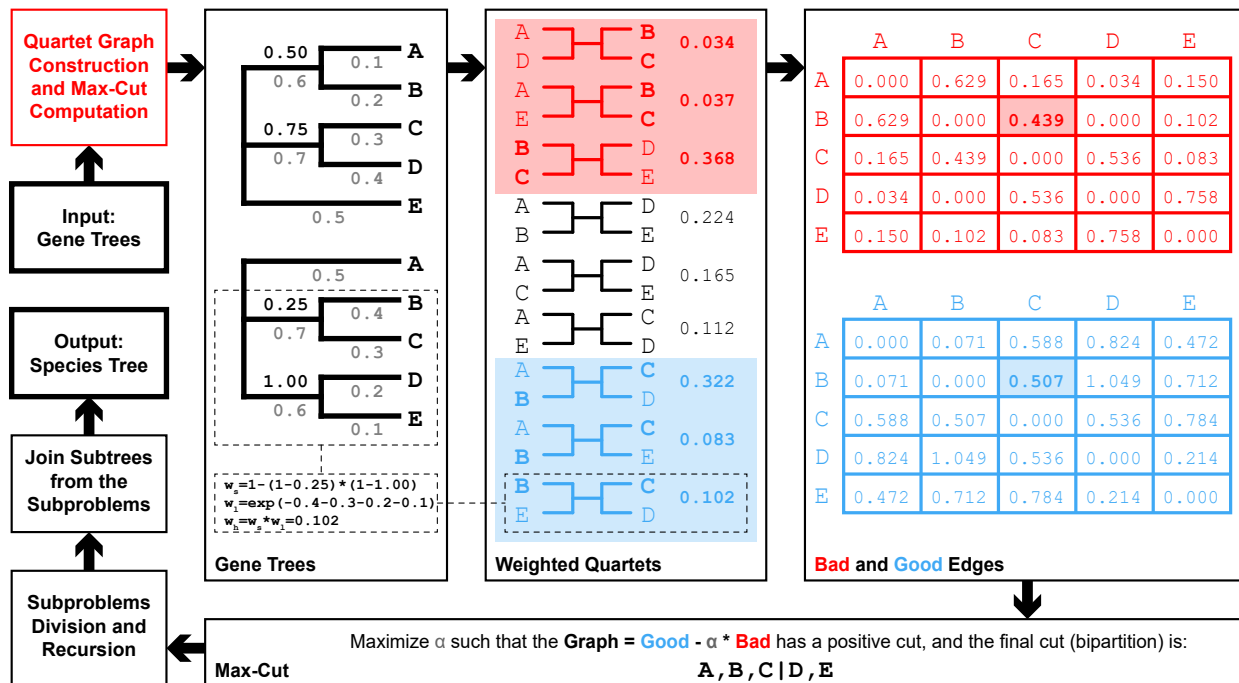 Quartet Graph
Construction
and Max-Cut
Computation
Input:
Gene Trees
Output:
Species Tree
Join Subtrees
from the
Subproblems
Subproblems
Division and
Recursion
0.50
0.6
0.1
A
0.2
B
0.75
0.7
0.3
C
0.4
D
0.5
E
0.5
A
0.25
0.7
0.4
B
0.3
C
1.00
0.6
0.2
D
0.1
E
w_s=1-(1-0.25)*(1-1.00)
w_l=exp(-0.4-0.3-0.2-0.1)
w_h=w_s*w_l=0.102
Gene Trees
A B
0.034
D C
A B
0.037
E C
B D
0.368
C E
A D
0.224
B E
A D
0.165
C E
A C
0.112
E D
A C
0.322
B D
A C
0.083
B E
B C
0.102
E D
Weighted Quartets
A B C D E
A 0.000 0.629 0.165 0.034 0.150
B 0.629 0.000 0.439 0.000 0.102
C 0.165 0.439 0.000 0.536 0.083
D 0.034 0.000 0.536 0.000 0.758
E 0.150 0.102 0.083 0.758 0.000
A B C D E
A 0.000 0.071 0.588 0.824 0.472
B 0.071 0.000 0.507 1.049 0.712
C 0.588 0.507 0.000 0.536 0.784
D 0.824 1.049 0.536 0.000 0.214
E 0.472 0.712 0.784 0.214 0.000
Bad and Good Edges
Maximize α such that the Graph = Good - α * Bad has a positive cut, and the final cut (bipartition) is:
A,B,C|D,E
Max-Cut